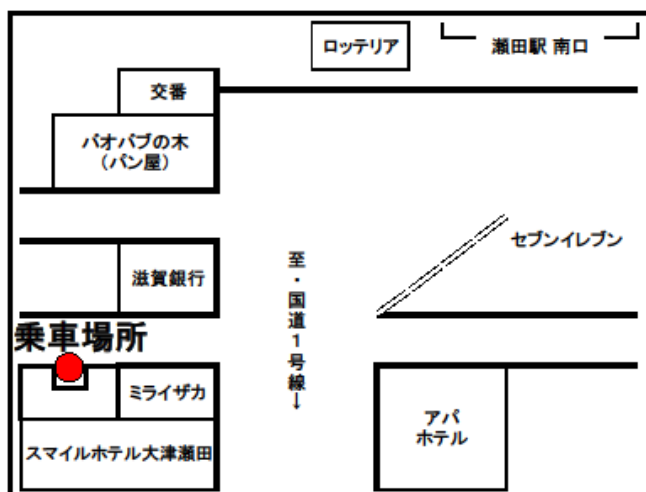 ロッテリア
瀬田駅 南口
交番
バオバブの木
（パン屋）
セブンイレブン
滋賀銀行
至・国道１号線↓
乗車場所
ミライザカ
アパ
ホテル
スマイルホテル大津瀬田